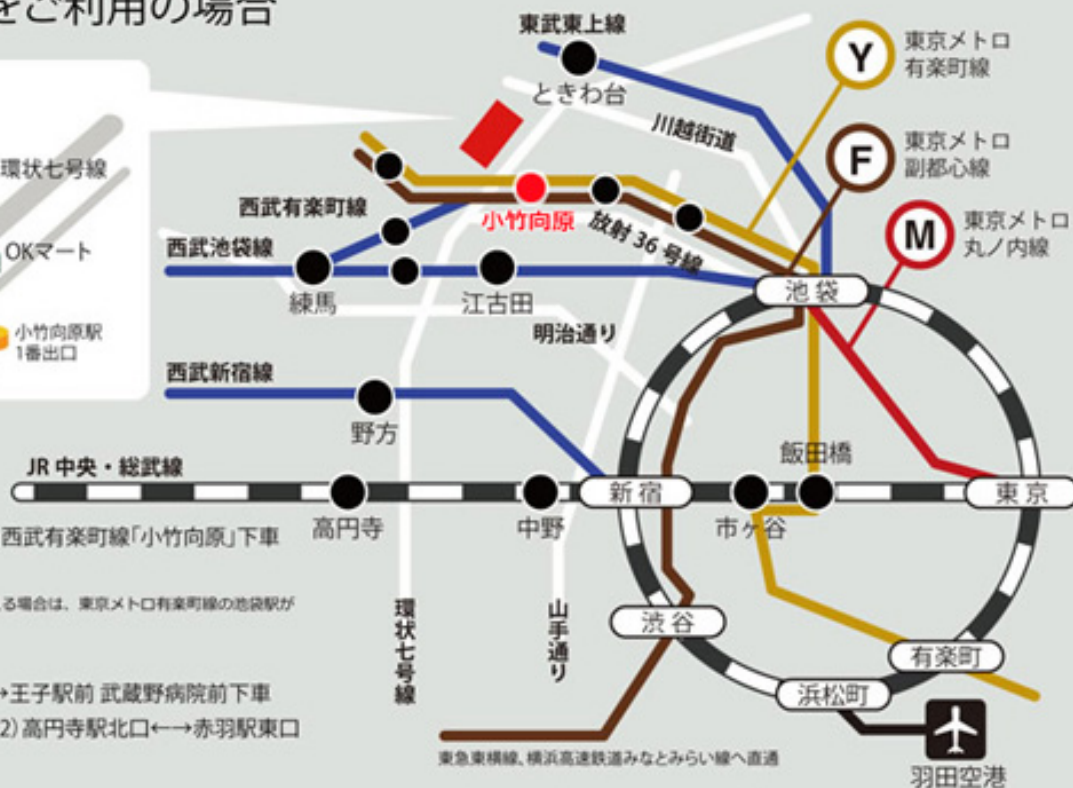 をご利用の場合
東武東上線
ときわ台
川越街道
Y
東京メトロ
有楽町線
F
東京メトロ
副都心線
M
東京メトロ
丸ノ内線
環状七号線
OKマート
小竹向原駅
1番出口
西武有楽町線
小竹向原
放射36号線
西武池袋線
練馬
江古田
池袋
明治通り
西武新宿線
野方
飯田橋
JR 中央・総武線
高円寺
中野
新宿
市ヶ谷
東京
西武有楽町線「小竹向原」下車
る場合は、東京メトロ有楽町線の池袋駅が
環状七号線
山手通り
渋谷
有楽町
浜松町
→王子駅前 武蔵野病院前下車
2)高円寺駅北口←→赤羽駅東口
東急東横線、横浜高速鉄道みなとみらい線へ直通
羽田空港